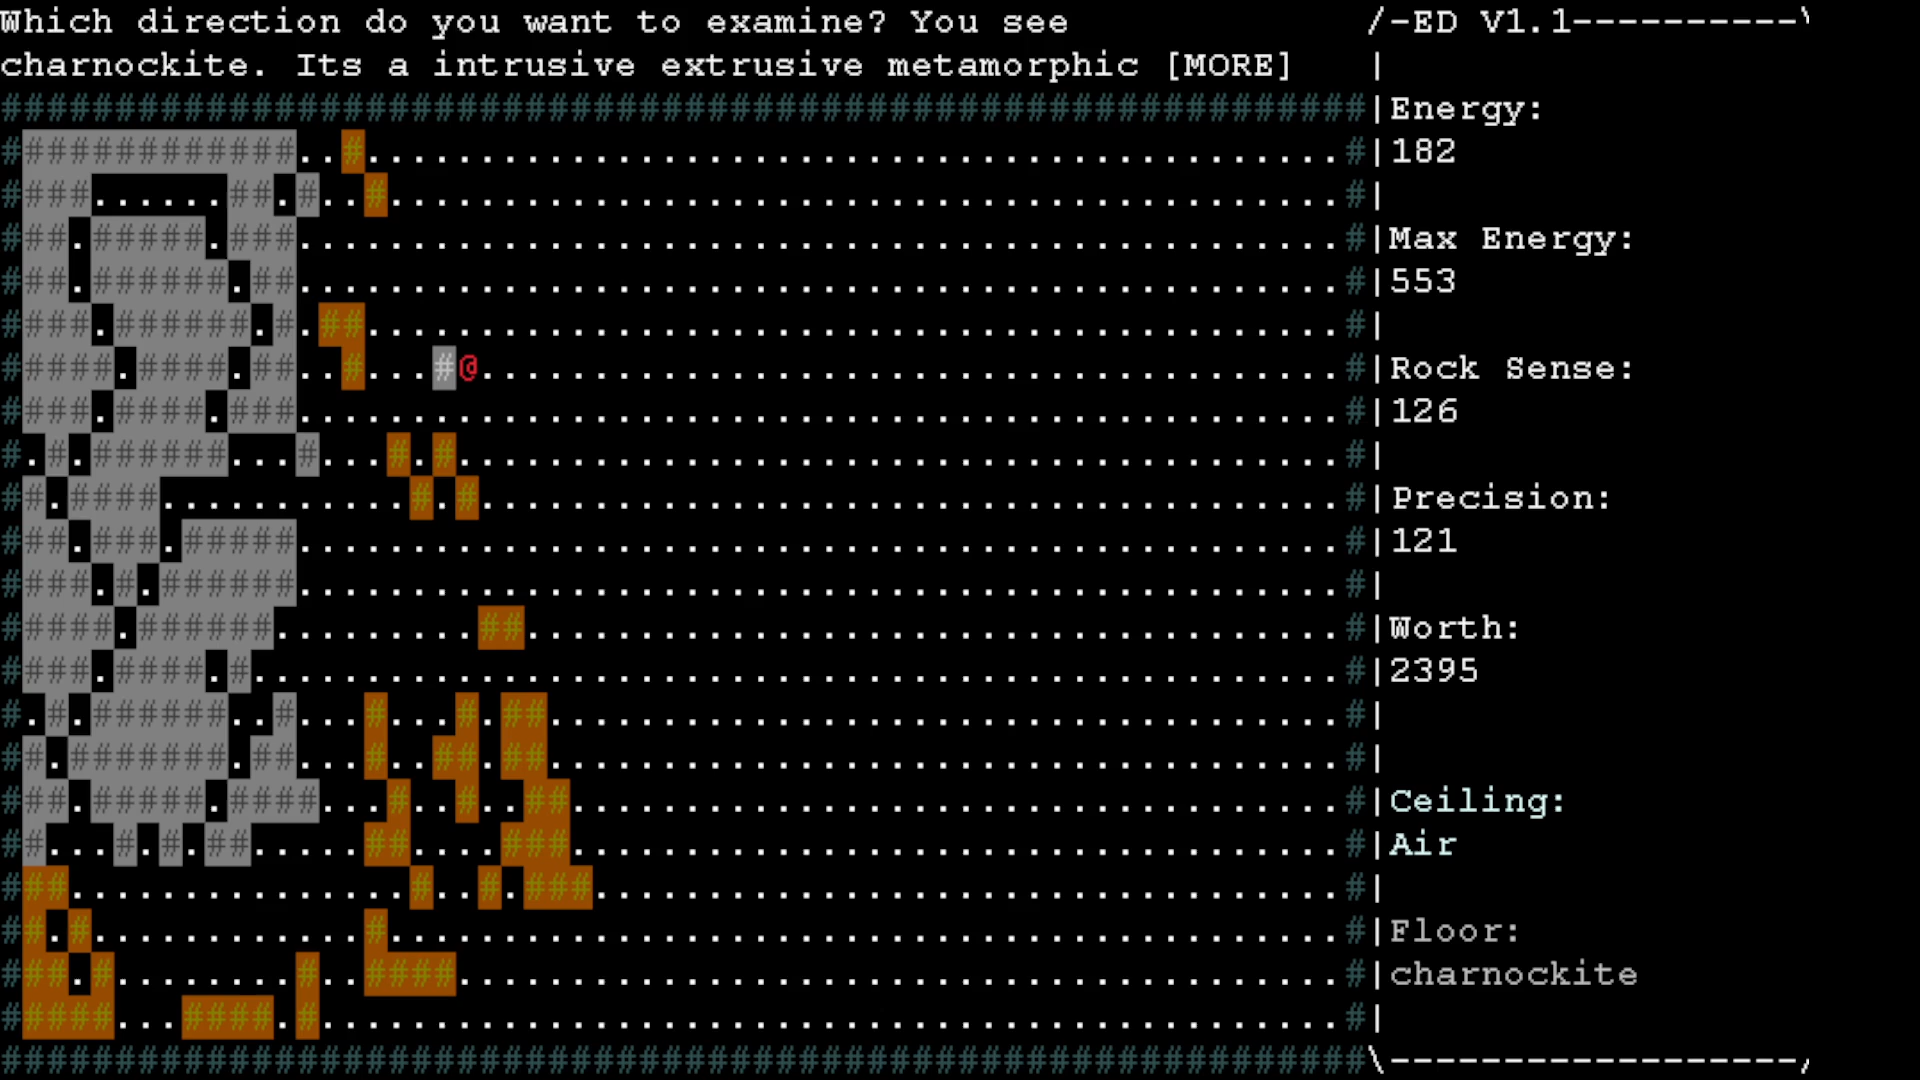 Which direction do you want to examine? You see
charnockite. Its a intrusive extrusive metamorphic [MORE]
/-ED V1.1----------\
Energy:
182
Max Energy:
553
Rock Sense:
126
Precision:
121
Worth:
2395
Ceiling:
Air
Floor:
charnockite